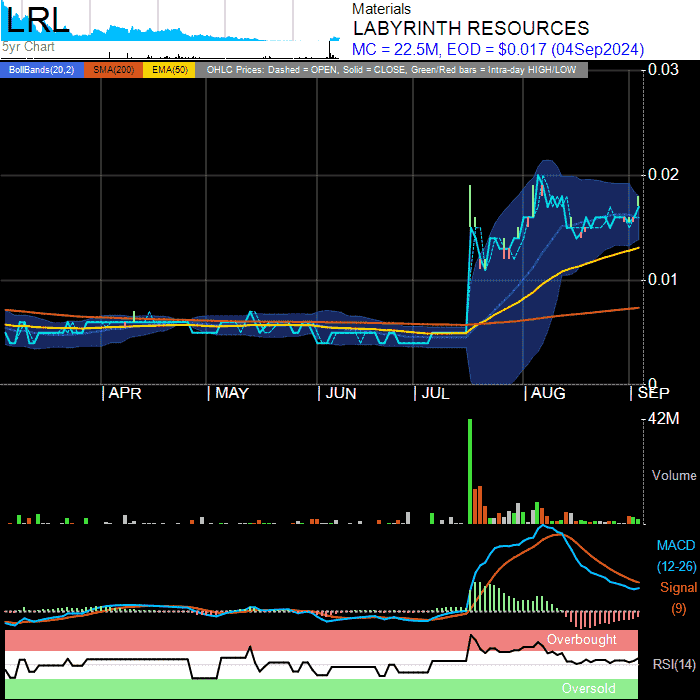 LRL
5yr Chart
Materials
LABYRINTH RESOURCES
MC = 22.5M, EOD = $0.017 (04Sep2024)
BollBands(20,2) SMA(200) EMA(50) OHLC Prices: Dashed = OPEN, Solid = CLOSE, Green/Red bars = Intra-day HIGH/LOW
0.03
0.02
0.01
0
APR MAY JUN JUL AUG SEP
42M
Volume
MACD
(12-26)
Signal
(9)
Overbought
RSI(14)
Oversold